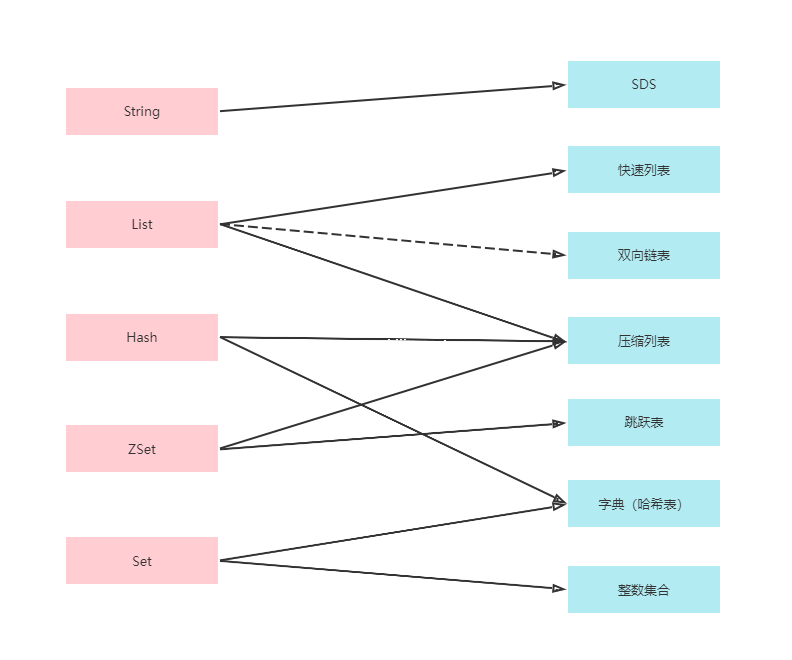 String
List
Hash
ZSet
Set
SDS
快速列表
双向链表
压缩列表
跳跃表
字典（哈希表）
整数集合